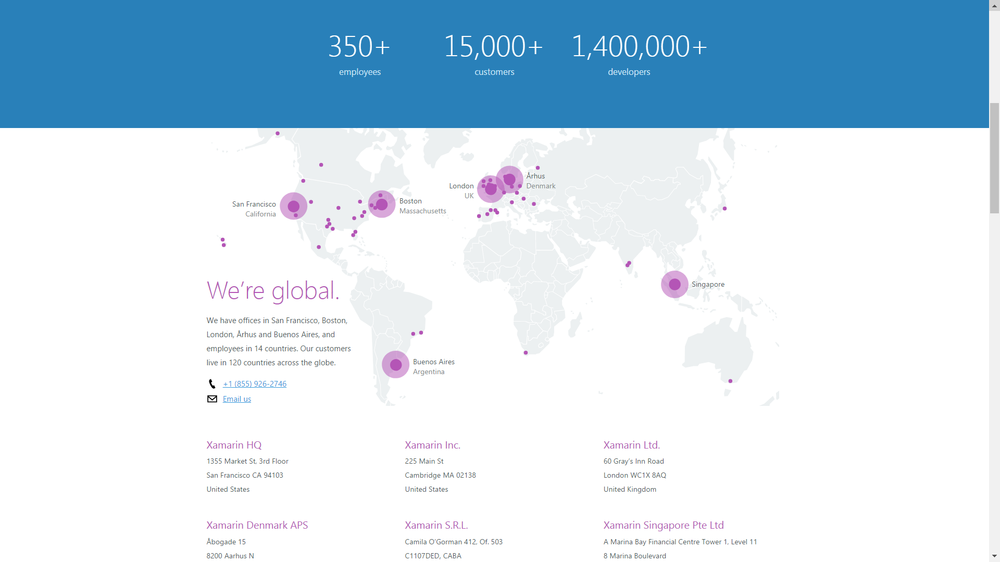 350+
employees
15,000+
customers
1,400,000+
developers
San Francisco
California
Boston
Massachusetts
London
UK
Århus
Denmark
Singapore
Buenos Aires
Argentina
We’re global.
We have offices in San Francisco, Boston,
London, Århus and Buenos Aires, and
employees in 14 countries. Our customers
live in 120 countries across the globe.
+1 (855) 926-2746
Email us
Xamarin HQ
1355 Market St, 3rd Floor
San Francisco CA 94103
United States
Xamarin Inc.
225 Main St
Cambridge MA 02138
United States
Xamarin Ltd.
60 Gray’s Inn Road
London WC1X 8AQ
United Kingdom
Xamarin Denmark APS
Åbogade 15
8200 Aarhus N
Xamarin S.R.L.
Camila O’Gorman 412, Of. 503
C1107DED, CABA
Xamarin Singapore Pte Ltd
A Marina Bay Financial Centre Tower 1, Level 11
8 Marina Boulevard